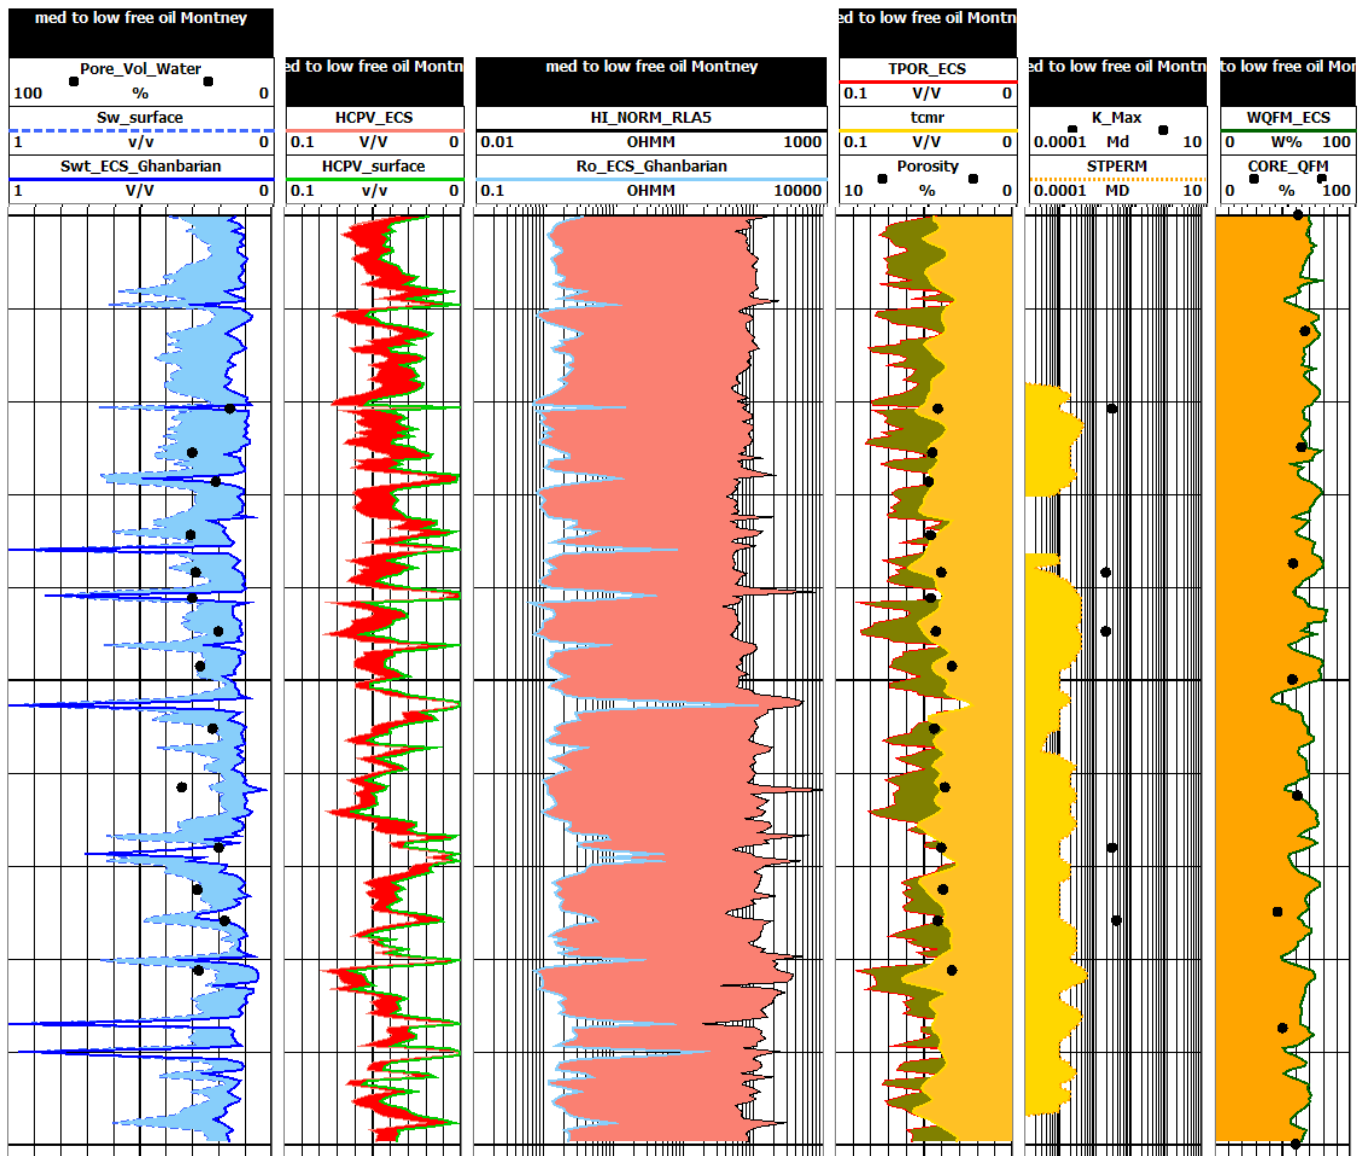 med to low free oil Montney
Pore_Vol_Water
100 % 0
Sw_surface
1 v/v 0
Swt_ECS_Ghanbarian
1 V/V 0
ed to low free oil Montn
HCPV_ECS
0.1 V/V 0
HCPV_surface
0.1 v/v 0
med to low free oil Montney
HI_NORM_RLA5
0.01 OHMM 1000
Ro_ECS_Ghanbarian
0.1 OHMM 10000
ed to low free oil Montn
TPOR_ECS
0.1 V/V 0
tcmr
0.1 V/V 0
Porosity
10 % 0
ed to low free oil Montn
K_Max
0.0001 Md 10
STPERM
0.0001 MD 10
to low free oil Mon
WQFM_ECS
0 W% 100
CORE_QFM
0 % 100